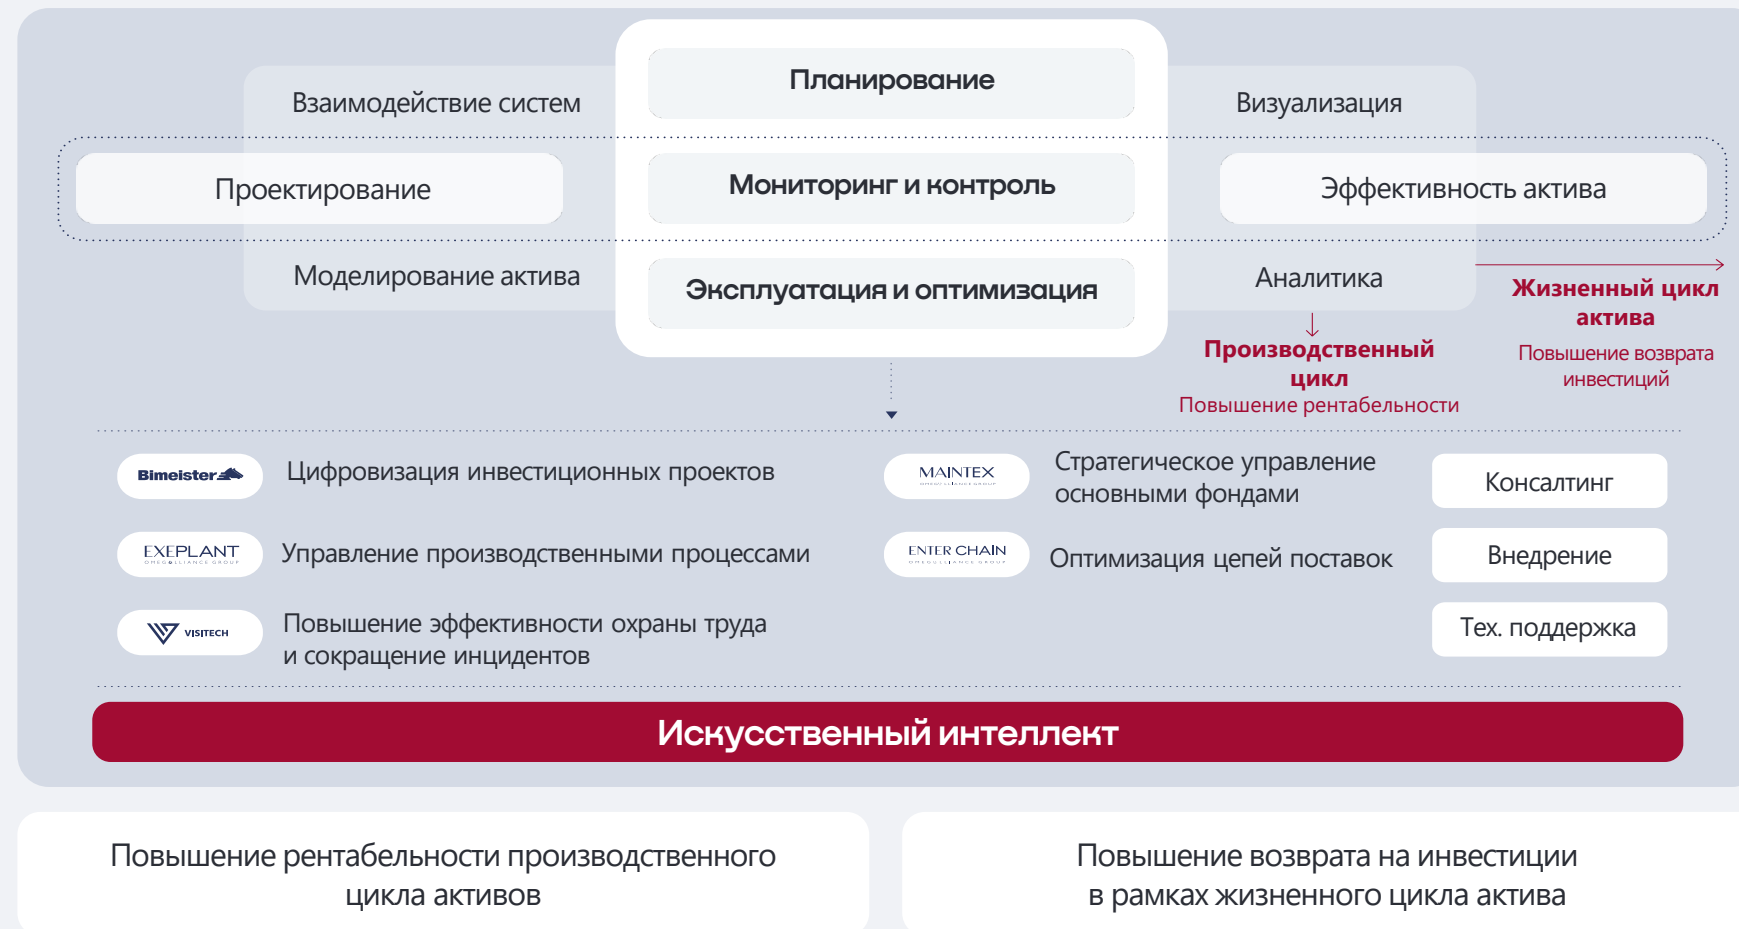 Планирование
Взаимодействие систем
Визуализация
Проектирование
Мониторинг и контроль
Эффективность актива
Моделирование актива
Эксплуатация и оптимизация
Аналитика
Жизненный цикл
актива
Повышение возврата
инвестиций
Производственный
цикл
Повышение рентабельности
Bimeister
Цифровизация инвестиционных проектов
MAINTEX
Стратегическое управление
основными фондами
Консалтинг
EXEPLANT
Управление производственными процессами
ENTER CHAIN
Оптимизация цепей поставок
Внедрение
VISITECH
Повышение эффективности охраны труда
и сокращение инцидентов
Тех. поддержка
Искусственный интеллект
Повышение рентабельности производственного
цикла активов
Повышение возврата на инвестиции
в рамках жизненного цикла актива